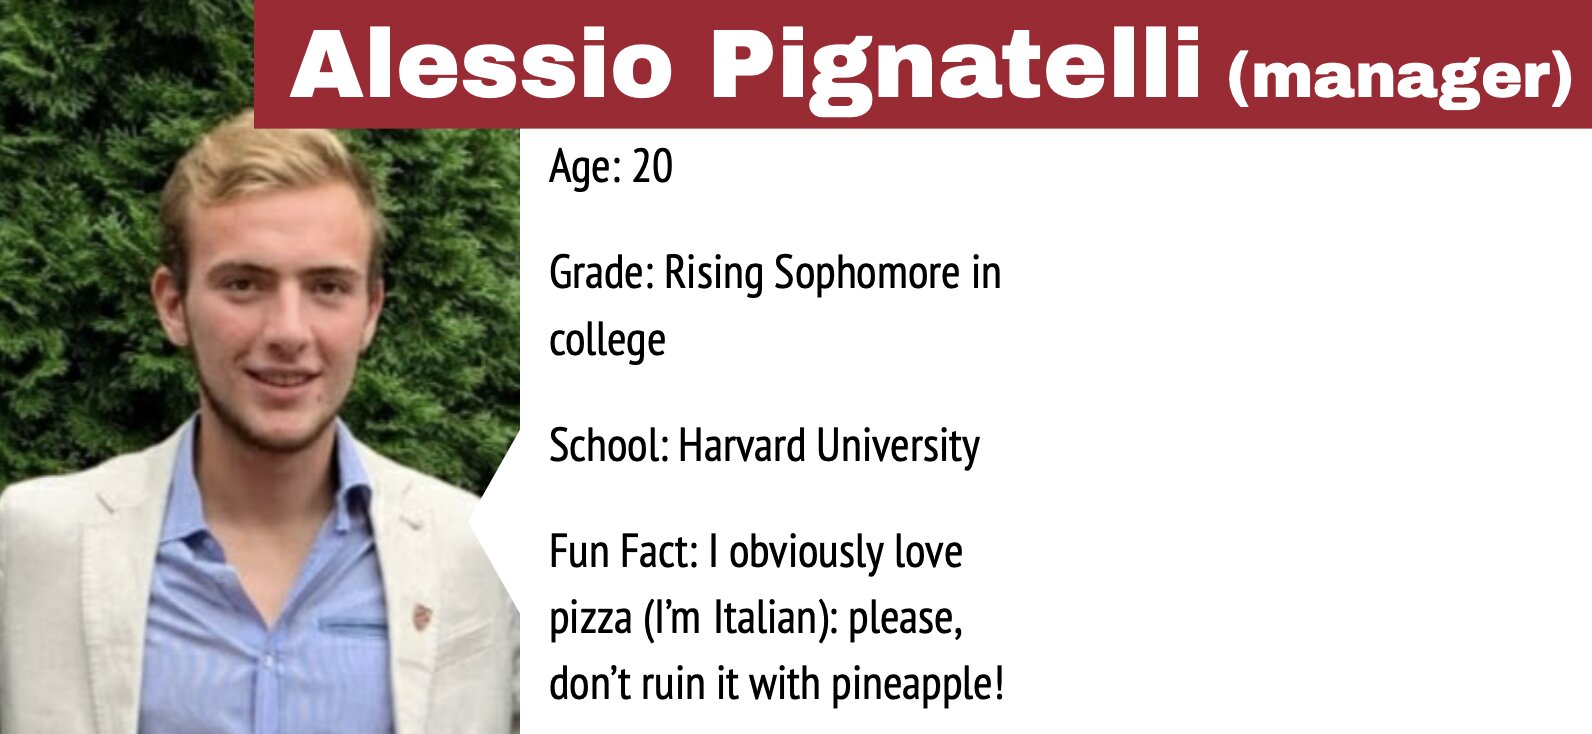 Alessio Pignatelli (manager)
Age: 20
Grade: Rising Sophomore in
college
School: Harvard University
Fun Fact: I obviously love
pizza (I’m Italian): please,
don’t ruin it with pineapple!